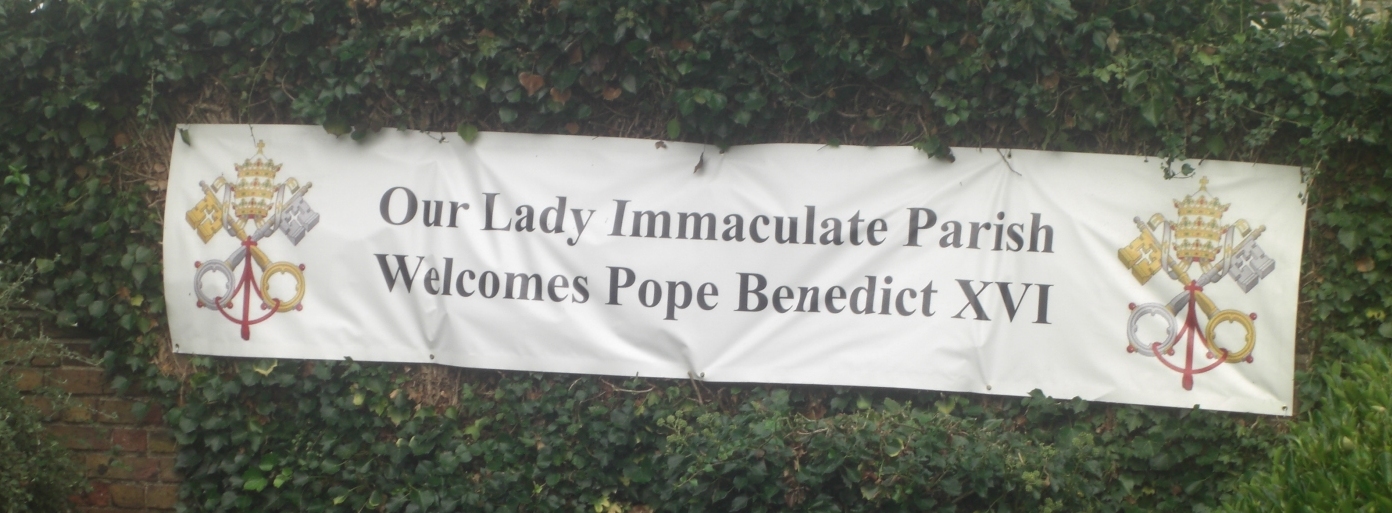 Our Lady Immaculate Parish
Welcomes Pope Benedict XVI